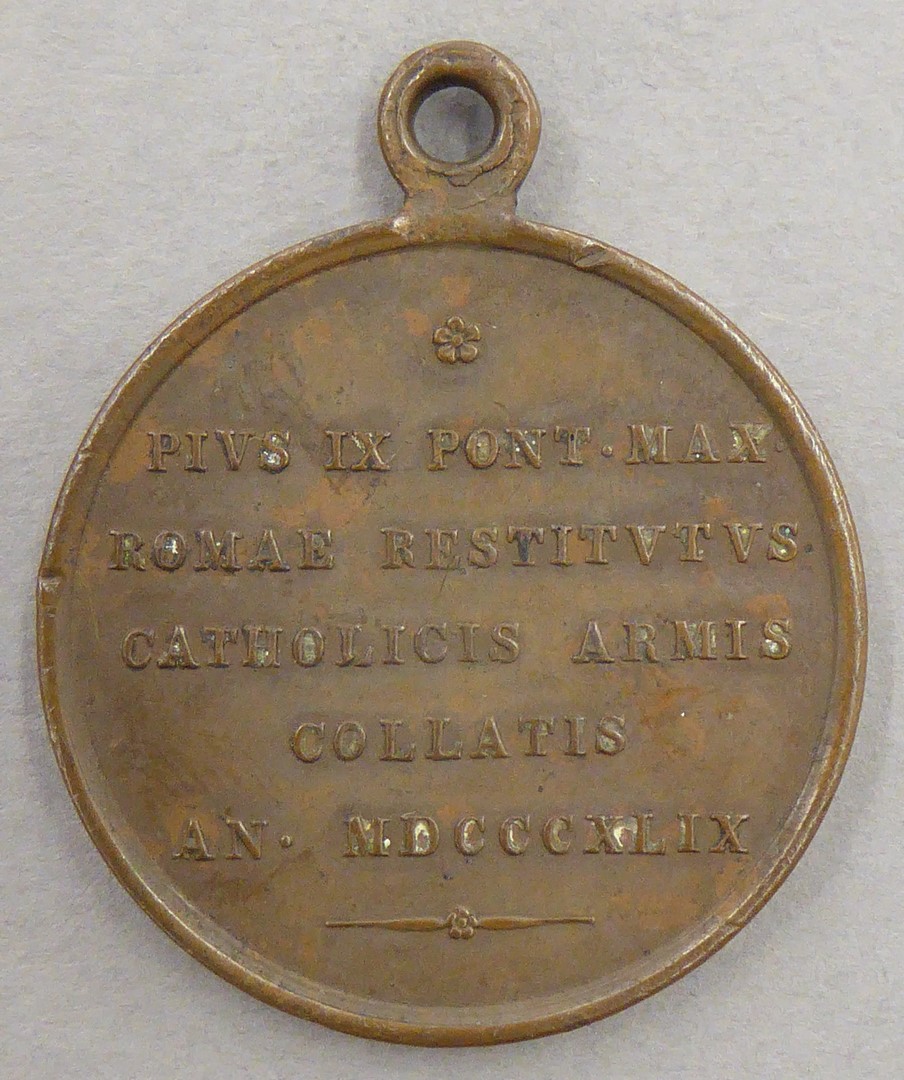 PIVS IX PONT·MAX·
ROMAE RESTITVTVS
CATHOLICIS ARMIS
COLLATIS
AN· MDCCCXLIX